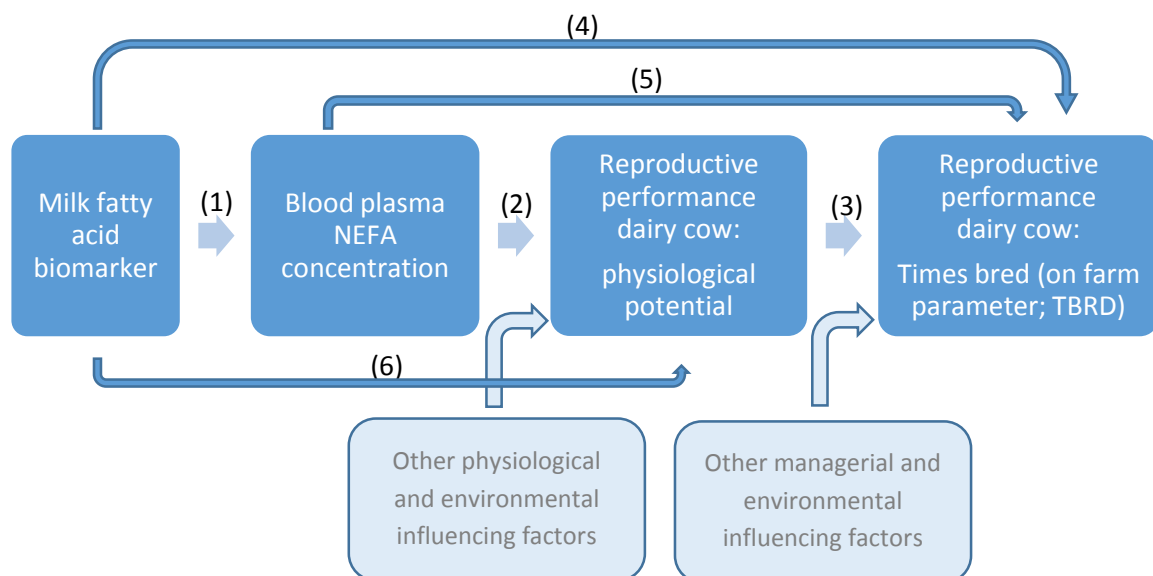 (4)
(5)
Milk fatty
acid
biomarker
(1)
Blood plasma
NEFA
concentration
(2)
Reproductive
performance
dairy cow:
physiological
potential
(3)
Reproductive
performance
dairy cow:
Times bred (on farm
parameter; TBRD)
(6)
Other physiological
and environmental
influencing factors
Other managerial and
environmental
influencing factors